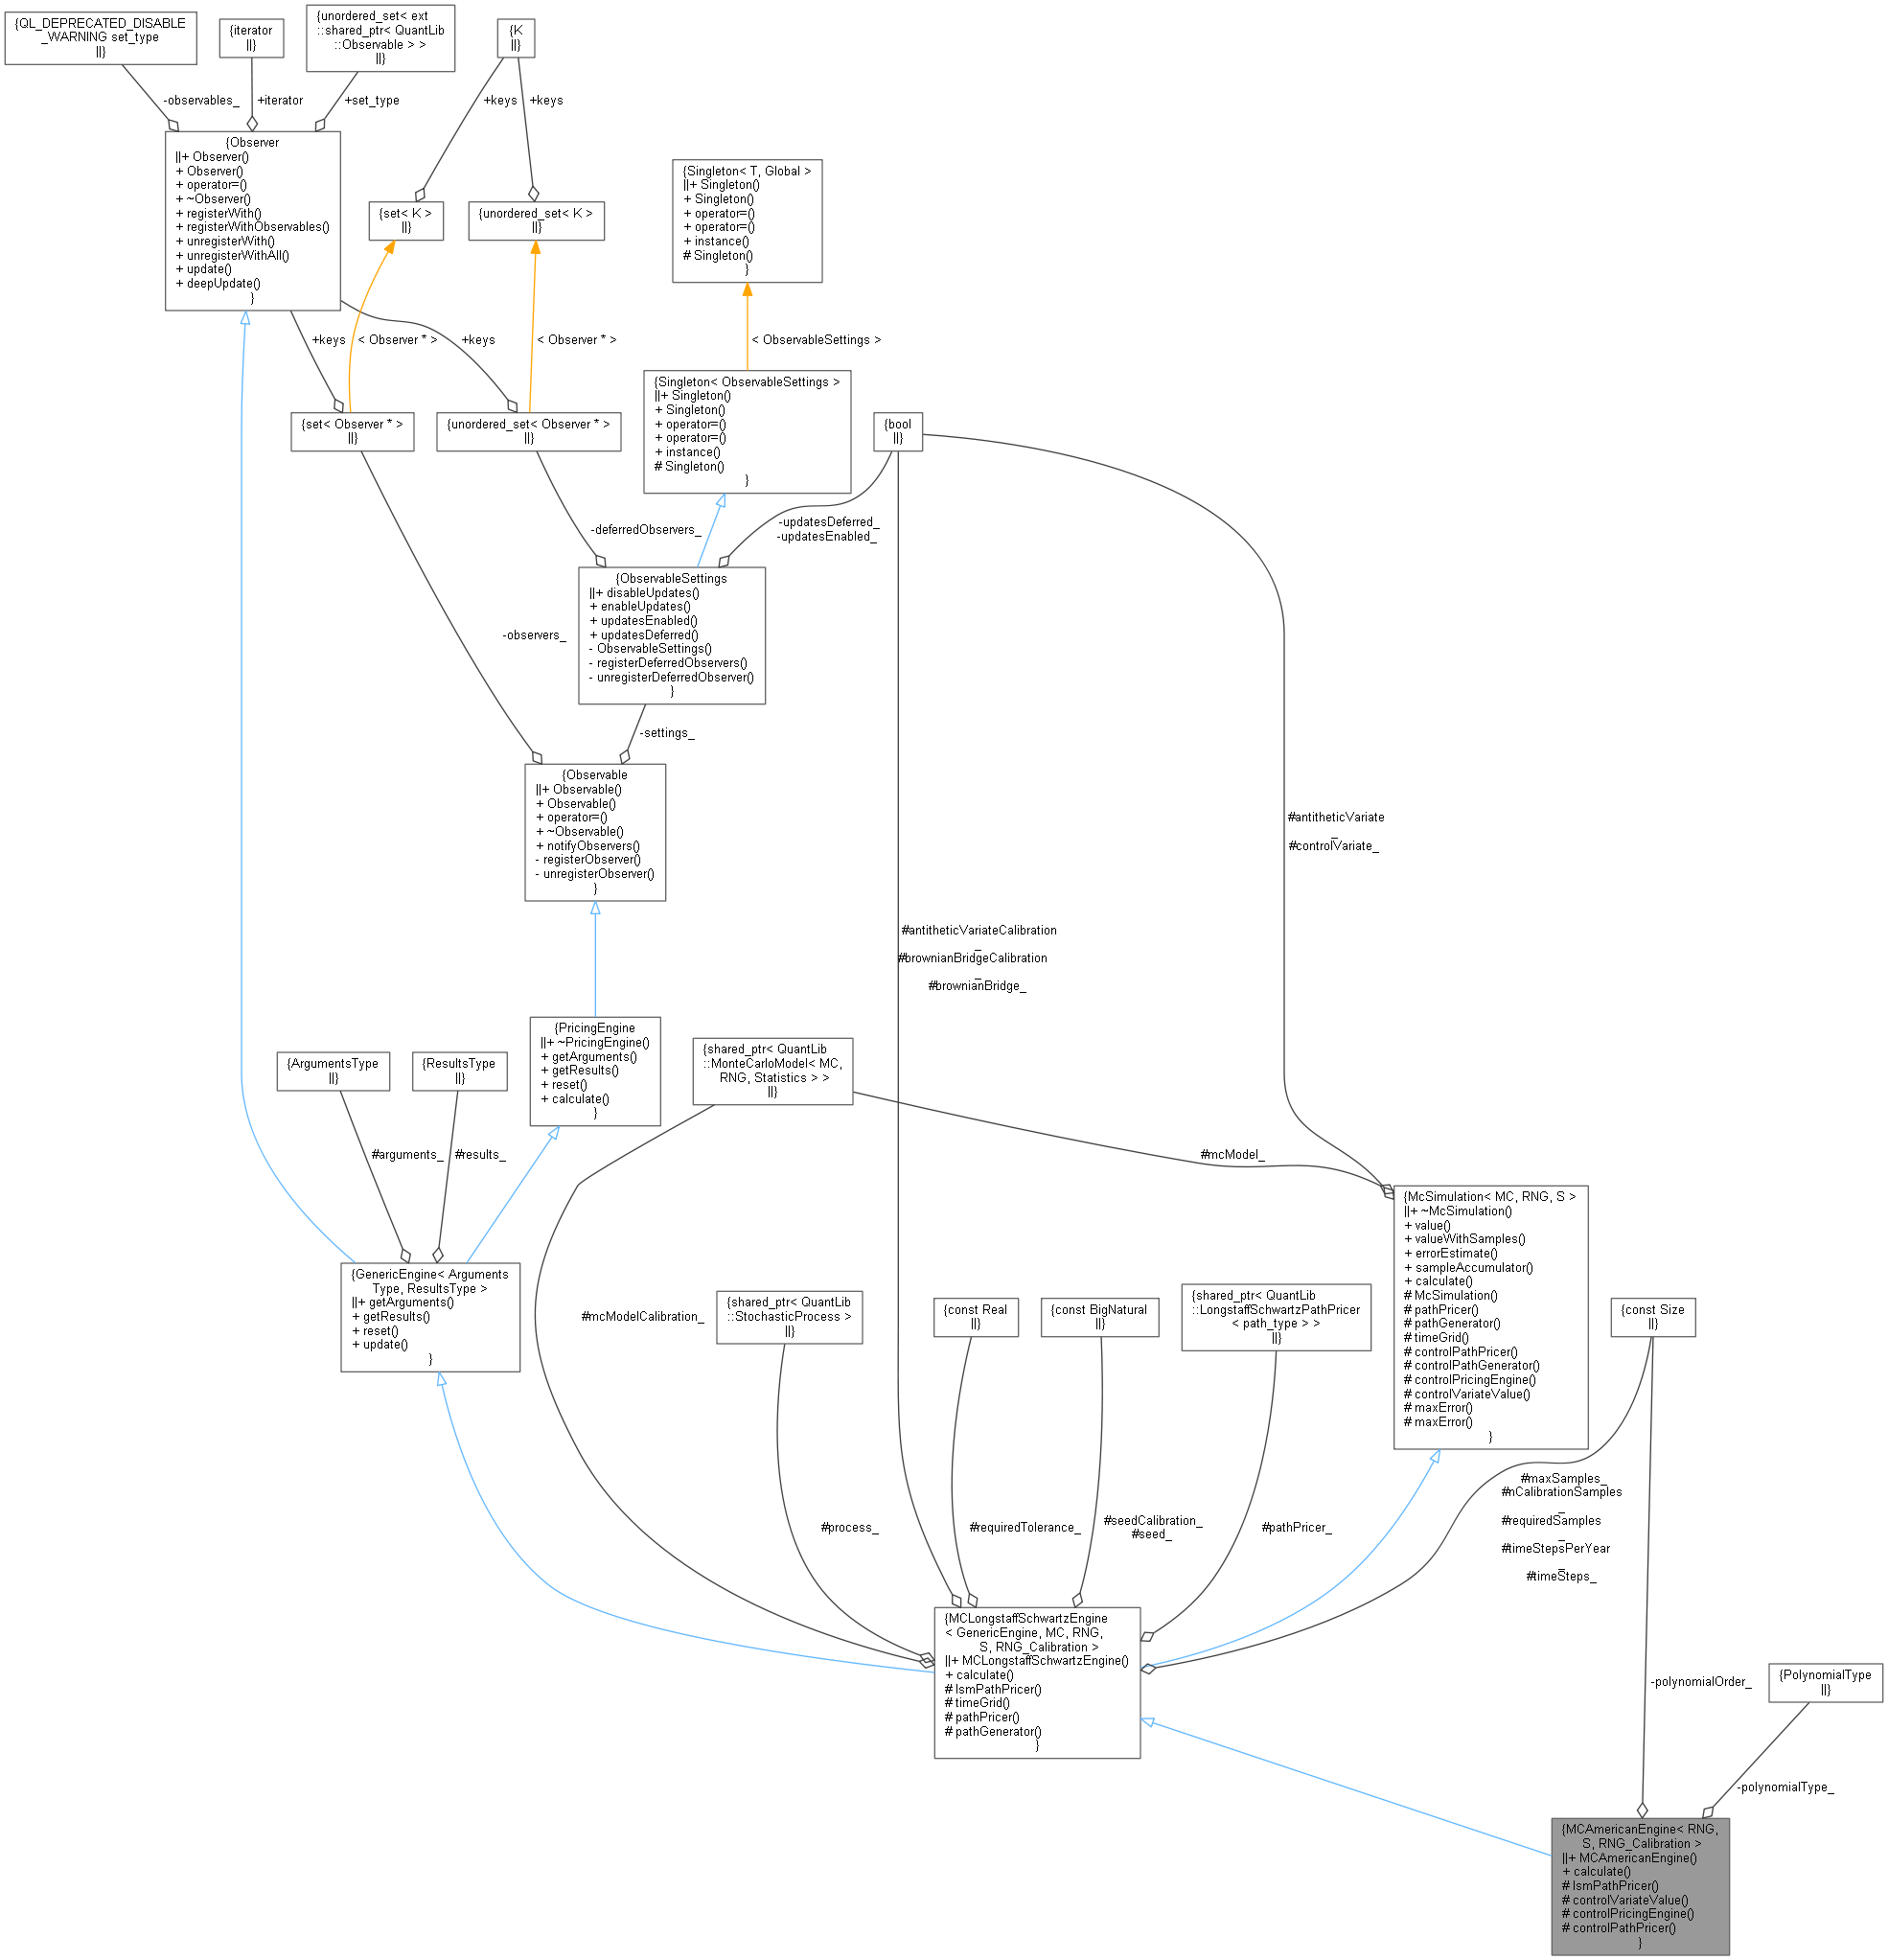 {QL_DEPRECATED_DISABLE
_WARNING set_type
||}
{iterator
||}
{unordered_set< ext
::shared_ptr< QuantLib
::Observable > >
||}
{K
||}
-observables_
+iterator
+set_type
+keys
+keys
{Observer
||+ Observer()
+ Observer()
+ operator=()
+ ~Observer()
+ registerWith()
+ registerWithObservables()
+ unregisterWith()
+ unregisterWithAll()
+ update()
+ deepUpdate()
}
{set< K >
||}
{unordered_set< K >
||}
{Singleton< T, Global >
||+ Singleton()
+ Singleton()
+ operator=()
+ operator=()
+ instance()
# Singleton()
}
+keys
< Observer * >
+keys
< Observer * >
< ObservableSettings >
{set< Observer * >
||}
{unordered_set< Observer * >
||}
{Singleton< ObservableSettings >
||+ Singleton()
+ Singleton()
+ operator=()
+ operator=()
+ instance()
# Singleton()
}
{bool
||}
-deferredObservers_
-updatesDeferred_
-updatesEnabled_
{ObservableSettings
||+ disableUpdates()
+ enableUpdates()
+ updatesEnabled()
+ updatesDeferred()
- ObservableSettings()
- registerDeferredObservers()
- unregisterDeferredObserver()
}
-observers_
-settings_
{Observable
||+ Observable()
+ Observable()
+ operator=()
+ ~Observable()
+ notifyObservers()
- registerObserver()
- unregisterObserver()
}
#antitheticVariate
_
#controlVariate_
#antitheticVariateCalibration
_
#brownianBridgeCalibration
_
#brownianBridge_
{PricingEngine
||+ ~PricingEngine()
+ getArguments()
+ getResults()
+ reset()
+ calculate()
}
{ArgumentsType
||}
{ResultsType
||}
{shared_ptr< QuantLib
::MonteCarloModel< MC,
RNG, Statistics > >
||}
#arguments_
#results_
#mcModel_
{McSimulation< MC, RNG, S >
||+ ~McSimulation()
+ value()
+ valueWithSamples()
+ errorEstimate()
+ sampleAccumulator()
+ calculate()
# McSimulation()
# pathPricer()
# pathGenerator()
# timeGrid()
# controlPathPricer()
# controlPathGenerator()
# controlPricingEngine()
# controlVariateValue()
# maxError()
# maxError()
}
{GenericEngine< Arguments
Type, ResultsType >
||+ getArguments()
+ getResults()
+ reset()
+ update()
}
#mcModelCalibration_
{shared_ptr< QuantLib
::StochasticProcess >
||}
{const Real
||}
{const BigNatural
||}
{shared_ptr< QuantLib
::LongstaffSchwartzPathPricer
< path_type > >
||}
{const Size
||}
#process_
#requiredTolerance_
#seedCalibration_
#seed_
#pathPricer_
#maxSamples_
#nCalibrationSamples
_
#requiredSamples
_
#timeStepsPerYear
_
#timeSteps_
{MCLongstaffSchwartzEngine
< GenericEngine, MC, RNG,
S, RNG_Calibration >
||+ MCLongstaffSchwartzEngine()
+ calculate()
# lsmPathPricer()
# timeGrid()
# pathPricer()
# pathGenerator()
}
-polynomialOrder_
{PolynomialType
||}
-polynomialType_
{MCAmericanEngine< RNG,
S, RNG_Calibration >
||+ MCAmericanEngine()
+ calculate()
# lsmPathPricer()
# controlVariateValue()
# controlPricingEngine()
# controlPathPricer()
}